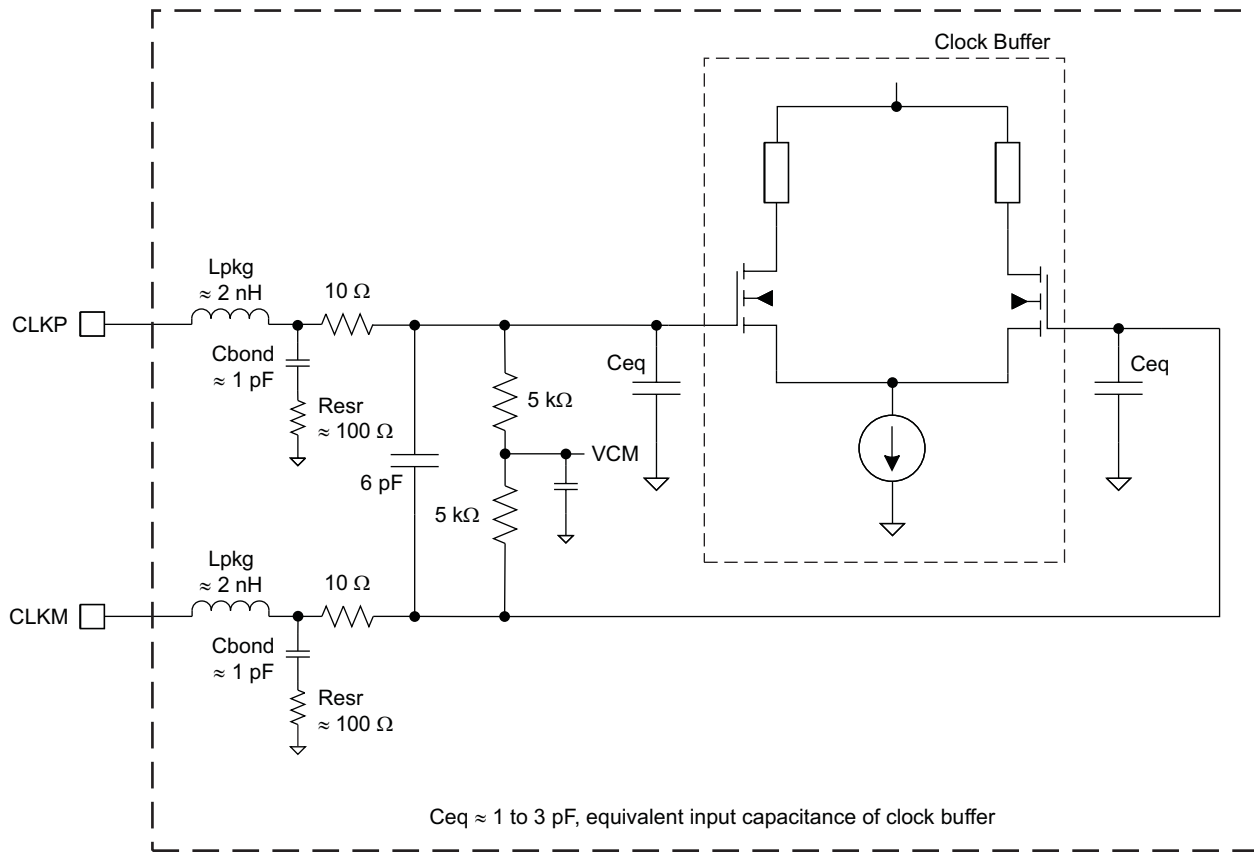 Clock Buffer
Lpkg
≈ 2 nH
10 Ω
CLKP
Cbond
≈ 1 pF
Resr
≈ 100 Ω
6 pF
5 kΩ
VCM
5 kΩ
Ceq
Ceq
Lpkg
≈ 2 nH
10 Ω
CLKM
Cbond
≈ 1 pF
Resr
≈ 100 Ω
Ceq ≈ 1 to 3 pF, equivalent input capacitance of clock buffer